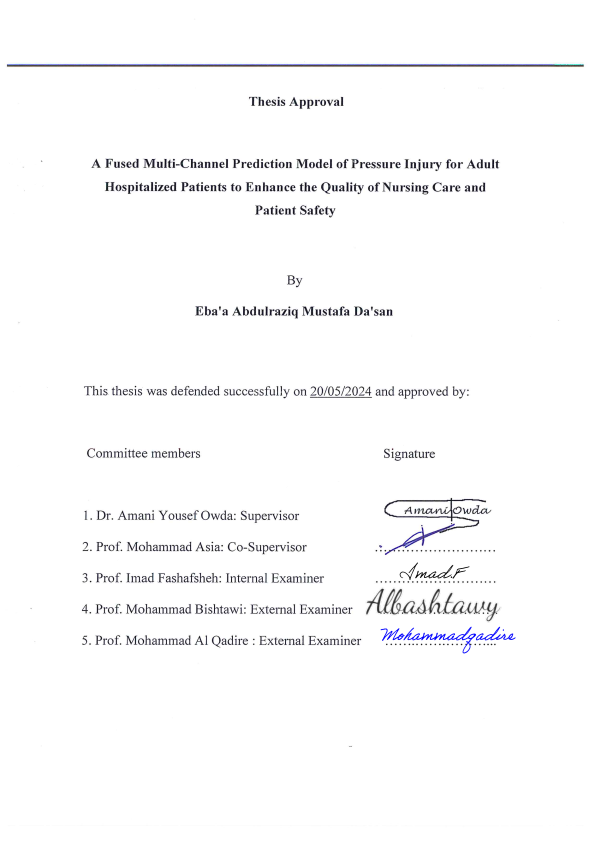 Thesis Approval
A Fused Multi-Channel Prediction Model of Pressure Injury for Adult
Hospitalized Patients to Enhance the Quality of Nursing Care and
Patient Safety
By
Eba'a Abdulraziq Mustafa Da'san
This thesis was defended successfully on 20/05/2024 and approved by:
Committee members Signature
1. Dr. Amani Yousef Owda: Supervisor Amani Owda
2. Prof. Mohammad Asia: Co-Supervisor
3. Prof. Imad Fashafsheh: Internal Examiner Imad.F
4. Prof. Mohammad Bishtawi: External Examiner Albashtawy
5. Prof. Mohammad Al Qadire : External Examiner Mohammadqadire